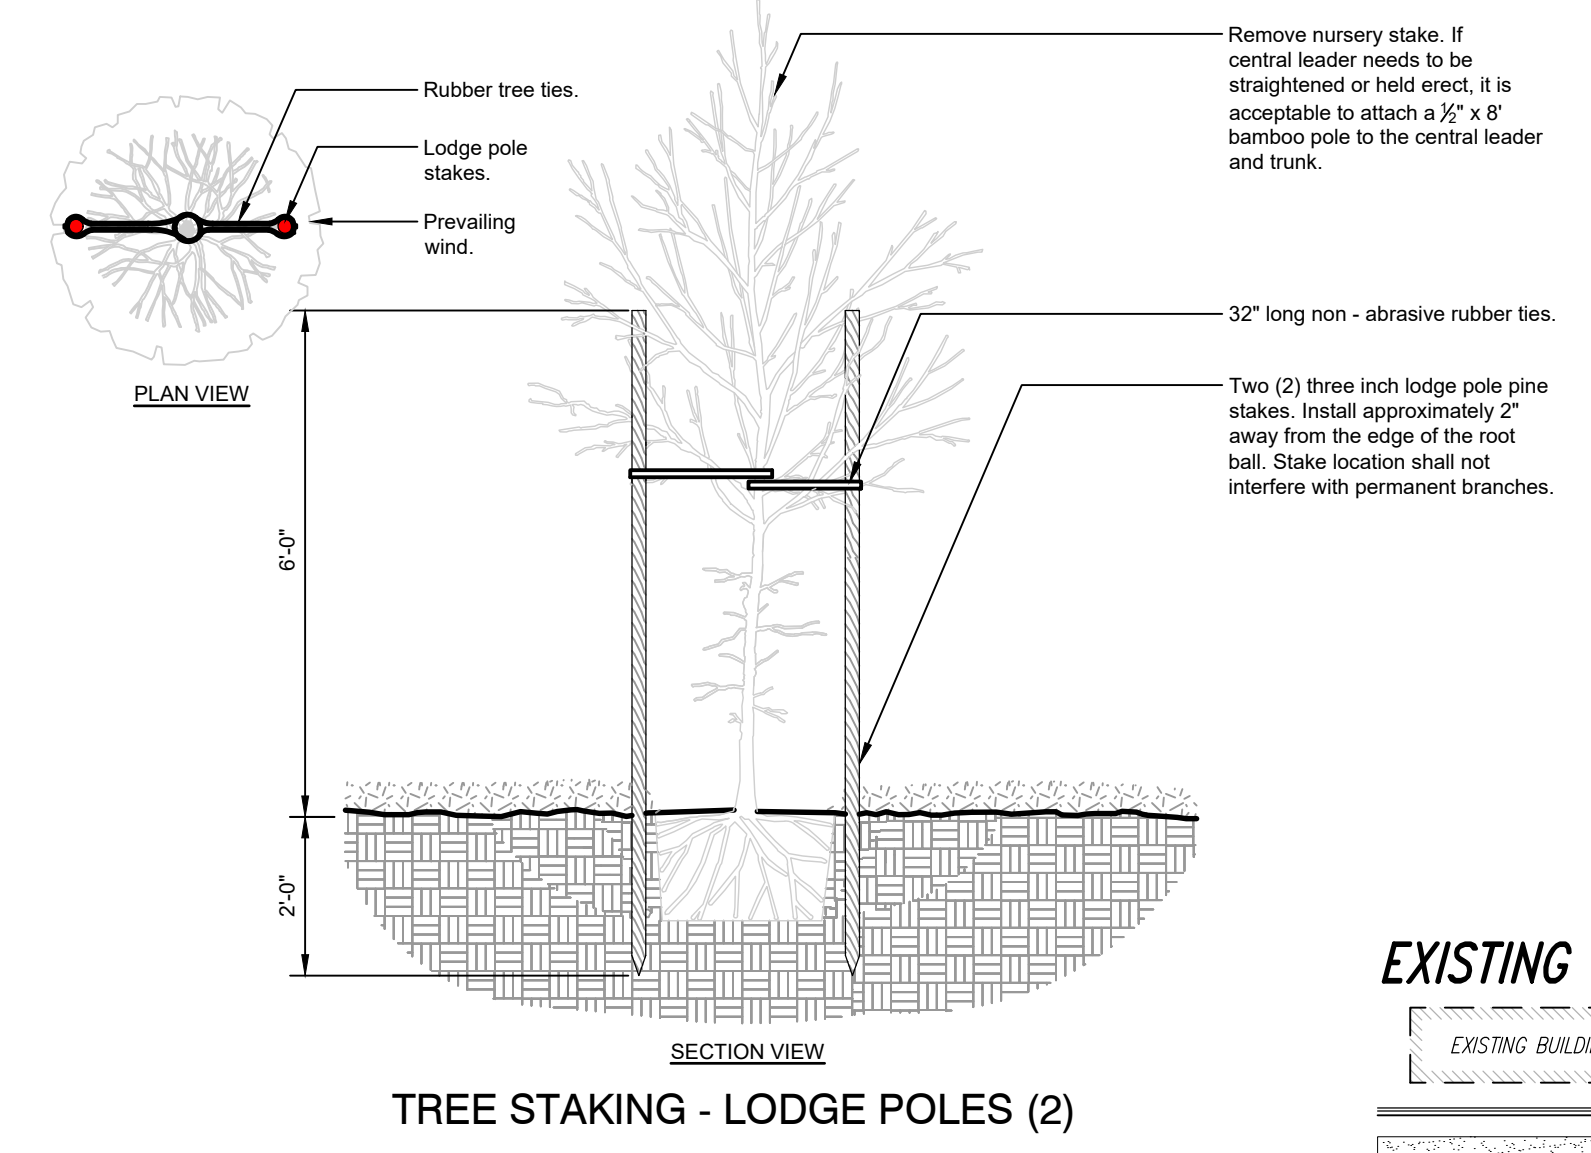 Remove nursery stake. If
central leader needs to be
straightened or held erect, it is
acceptable to attach a ½" x 8'
bamboo pole to the central leader
and trunk.
Rubber tree ties.
Lodge pole
stakes.
Prevailing
wind.
PLAN VIEW
32" long non - abrasive rubber ties.
Two (2) three inch lodge pole pine
stakes. Install approximately 2"
away from the edge of the root
ball. Stake location shall not
interfere with permanent branches.
6'-0"
2'-0"
SECTION VIEW
TREE STAKING - LODGE POLES (2)
EXISTING
EXISTING